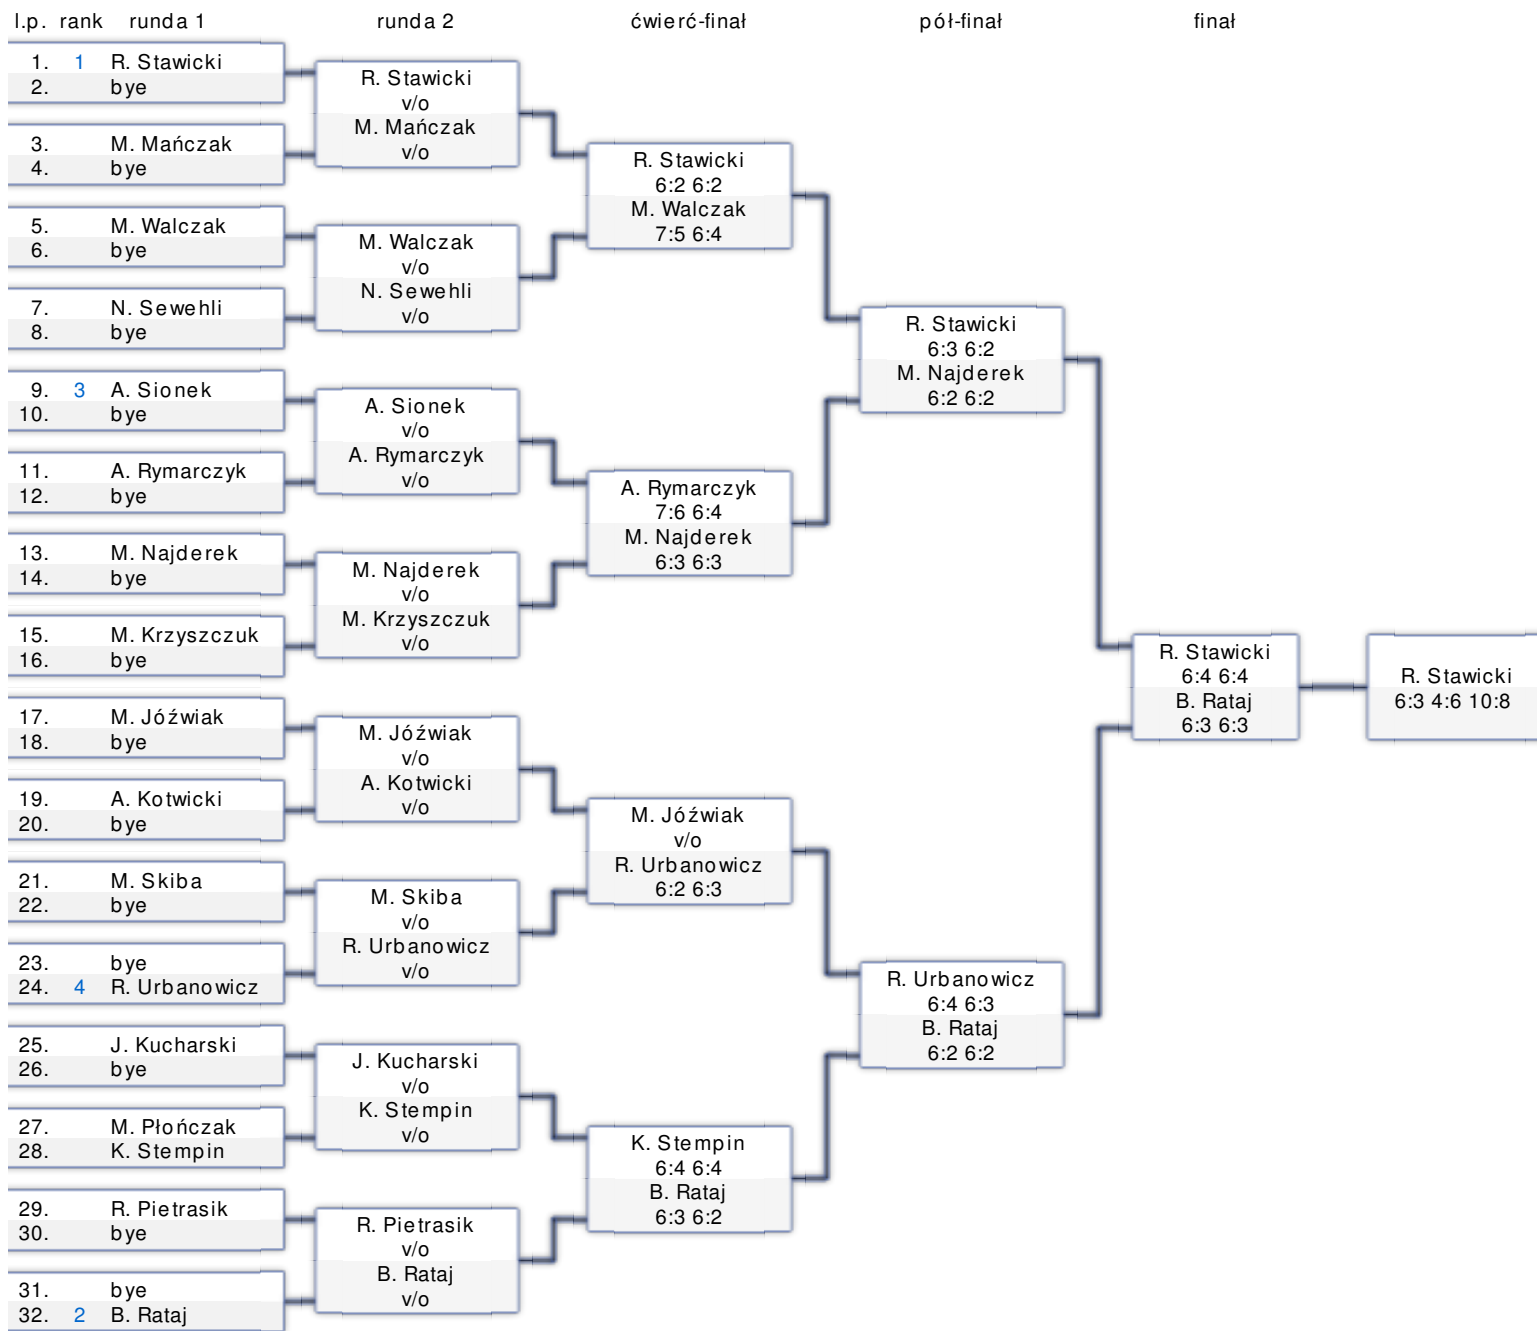 l.p. rank runda 1 runda 2 ćwierć-finał pół-finał finał
1. 1 R. Stawicki
2. bye
3. M. Mańczak
4. bye
5. M. Walczak
6. bye
7. N. Sewehli
8. bye
9. 3 A. Sionek
10. bye
11. A. Rymarczyk
12. bye
13. M. Najderek
14. bye
15. M. Krzyszczuk
16. bye
17. M. Jóźwiak
18. bye
19. A. Kotwicki
20. bye
21. M. Skiba
22. bye
23. bye
24. 4 R. Urbanowicz
25. J. Kucharski
26. bye
27. M. Płończak
28. K. Stempin
29. R. Pietrasik
30. bye
31. bye
32. 2 B. Rataj
R. Stawicki
v/o
M. Mańczak
v/o
M. Walczak
v/o
N. Sewehli
v/o
A. Sionek
v/o
A. Rymarczyk
v/o
M. Najderek
v/o
M. Krzyszczuk
v/o
M. Jóźwiak
v/o
A. Kotwicki
v/o
M. Skiba
v/o
R. Urbanowicz
v/o
J. Kucharski
v/o
K. Stempin
v/o
R. Pietrasik
v/o
B. Rataj
v/o
R. Stawicki
6:2 6:2
M. Walczak
7:5 6:4
A. Rymarczyk
7:6 6:4
M. Najderek
6:3 6:3
M. Jóźwiak
v/o
R. Urbanowicz
6:2 6:3
K. Stempin
6:4 6:4
B. Rataj
6:3 6:2
R. Stawicki
6:3 6:2
M. Najderek
6:2 6:2
R. Urbanowicz
6:4 6:3
B. Rataj
6:2 6:2
R. Stawicki
6:4 6:4
B. Rataj
6:3 6:3
R. Stawicki
6:3 4:6 10:8